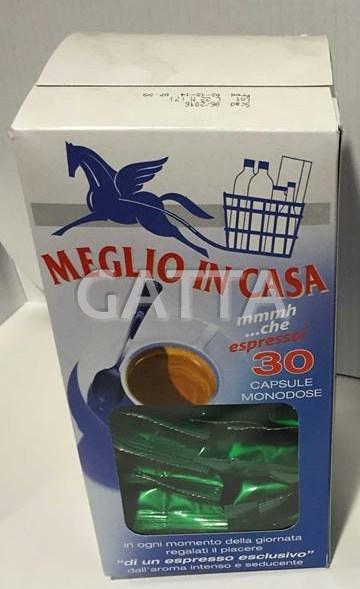 MEGLIO IN CASA
GATTA
mmmh
...che
espresso!
30
CAPSULE
MONODOSE
in ogni momento della giornata
regalati il piacere
"di un espresso esclusivo"
dall'aroma intenso e seducente